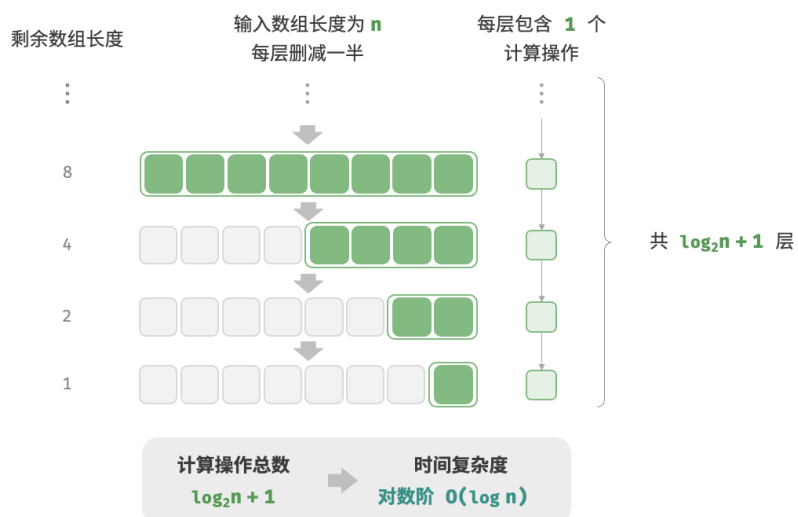 剩余数组长度
输入数组长度为 n
每层删减一半
每层包含 1 个
计算操作
8
4
2
1
共 log₂n + 1 层
计算操作总数
log₂n + 1
时间复杂度
对数阶 O(log n)